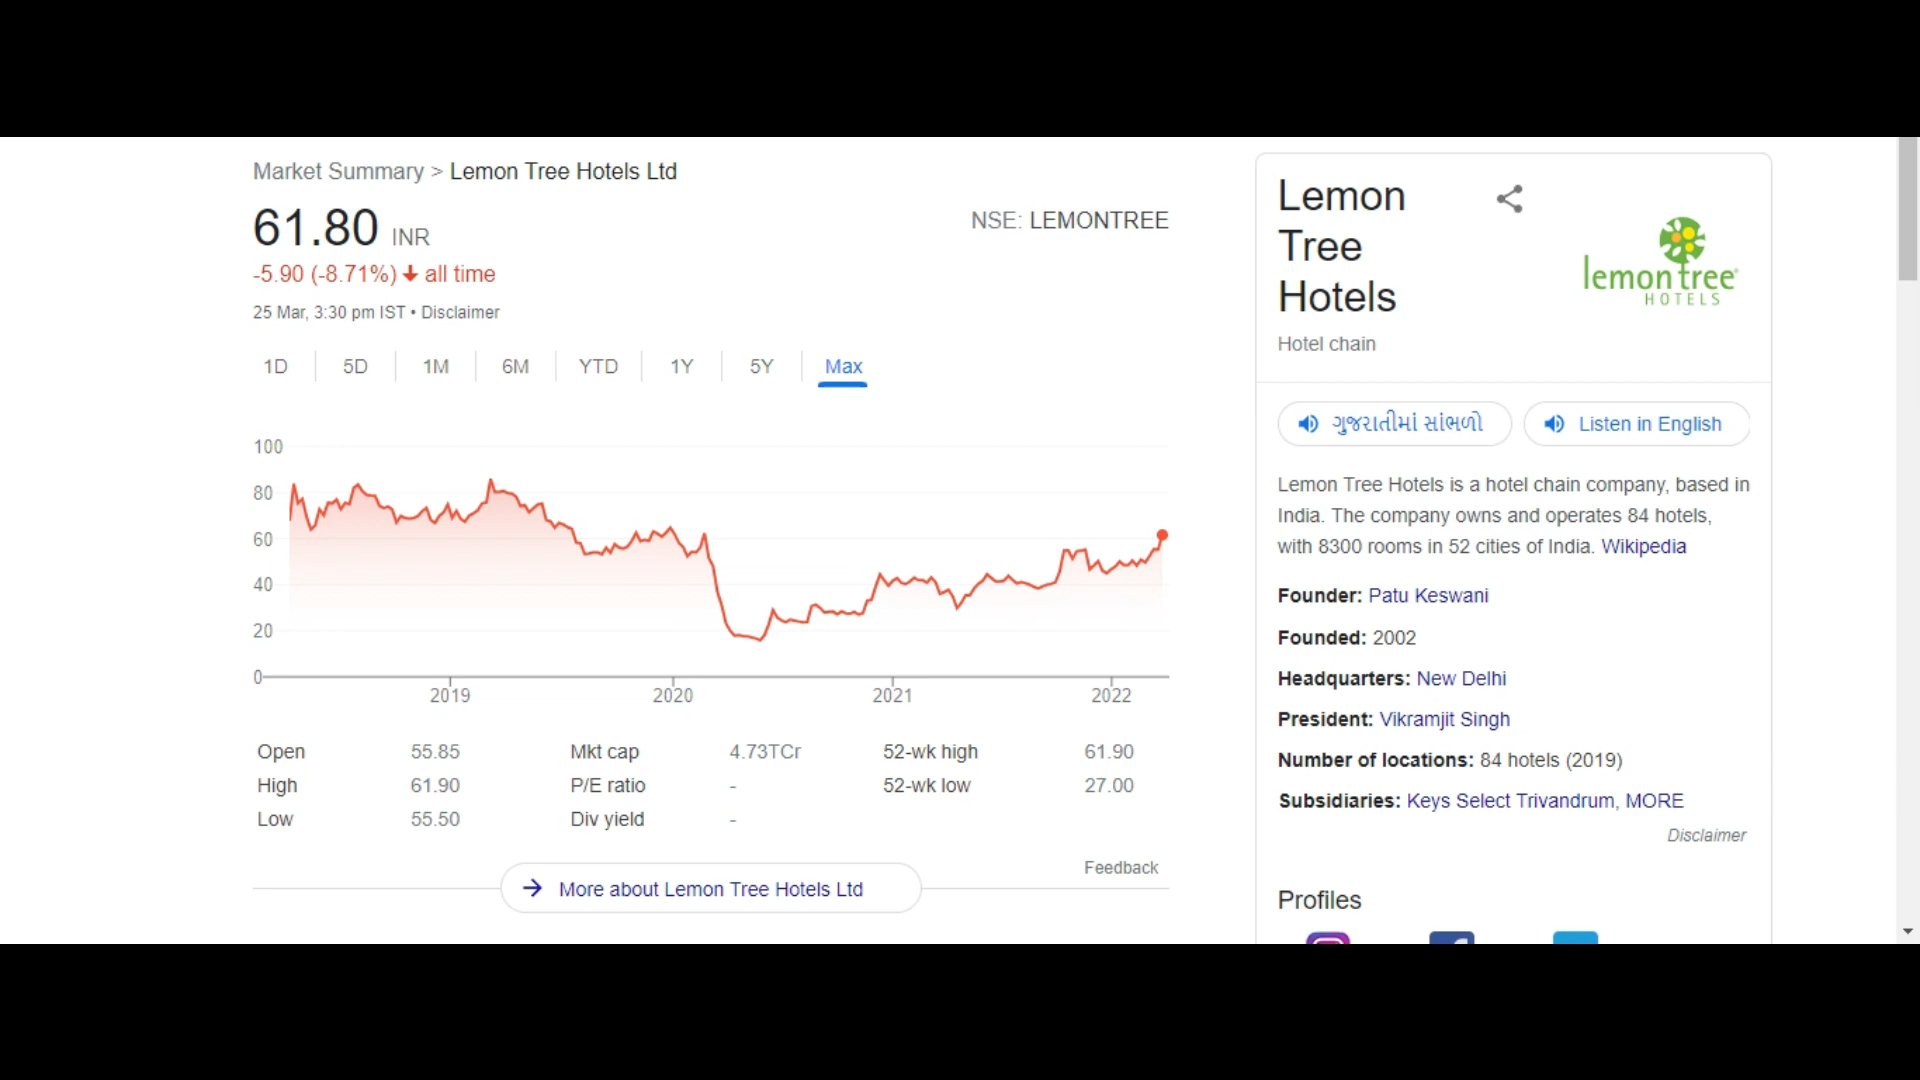 Market Summary > Lemon Tree Hotels Ltd
61.80 INR
NSE: LEMONTREE
-5.90 (-8.71%) all time
25 Mar, 3:30 pm IST • Disclaimer
1D 5D 1M 6M YTD 1Y 5Y Max
100
80
60
40
20
0
2019 2020 2021 2022
Open 55.85 Mkt cap 4.73TCr 52-wk high 61.90
High 61.90 P/E ratio - 52-wk low 27.00
Low 55.50 Div yield -
Feedback
More about Lemon Tree Hotels Ltd
Lemon
Tree
Hotels
Hotel chain
lemon tree
HOTELS
ગુજરાતીમાં સાંભળો Listen in English
Lemon Tree Hotels is a hotel chain company, based in
India. The company owns and operates 84 hotels,
with 8300 rooms in 52 cities of India. Wikipedia
Founder: Patu Keswani
Founded: 2002
Headquarters: New Delhi
President: Vikramjit Singh
Number of locations: 84 hotels (2019)
Subsidiaries: Keys Select Trivandrum, MORE
Disclaimer
Profiles